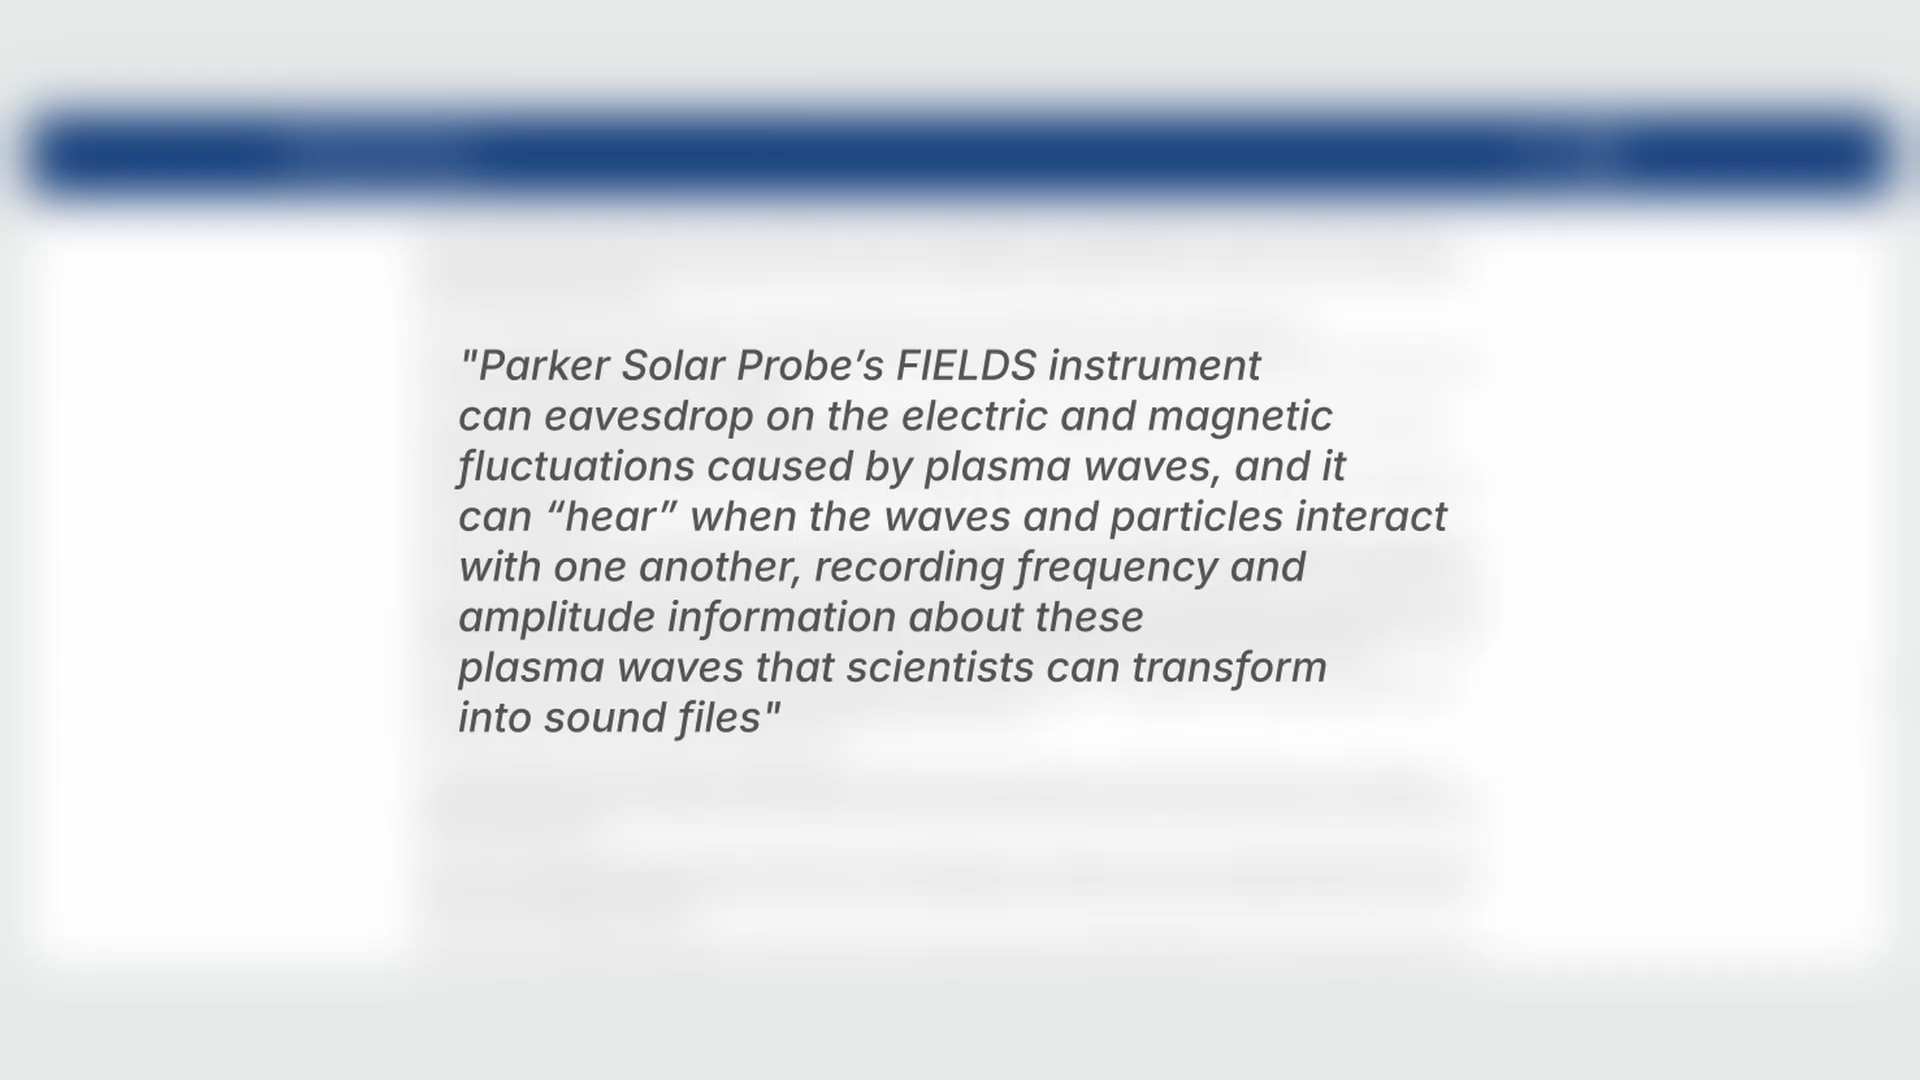 "Parker Solar Probe’s FIELDS instrument
can eavesdrop on the electric and magnetic
fluctuations caused by plasma waves, and it
can “hear” when the waves and particles interact
with one another, recording frequency and
amplitude information about these
plasma waves that scientists can transform
into sound files"